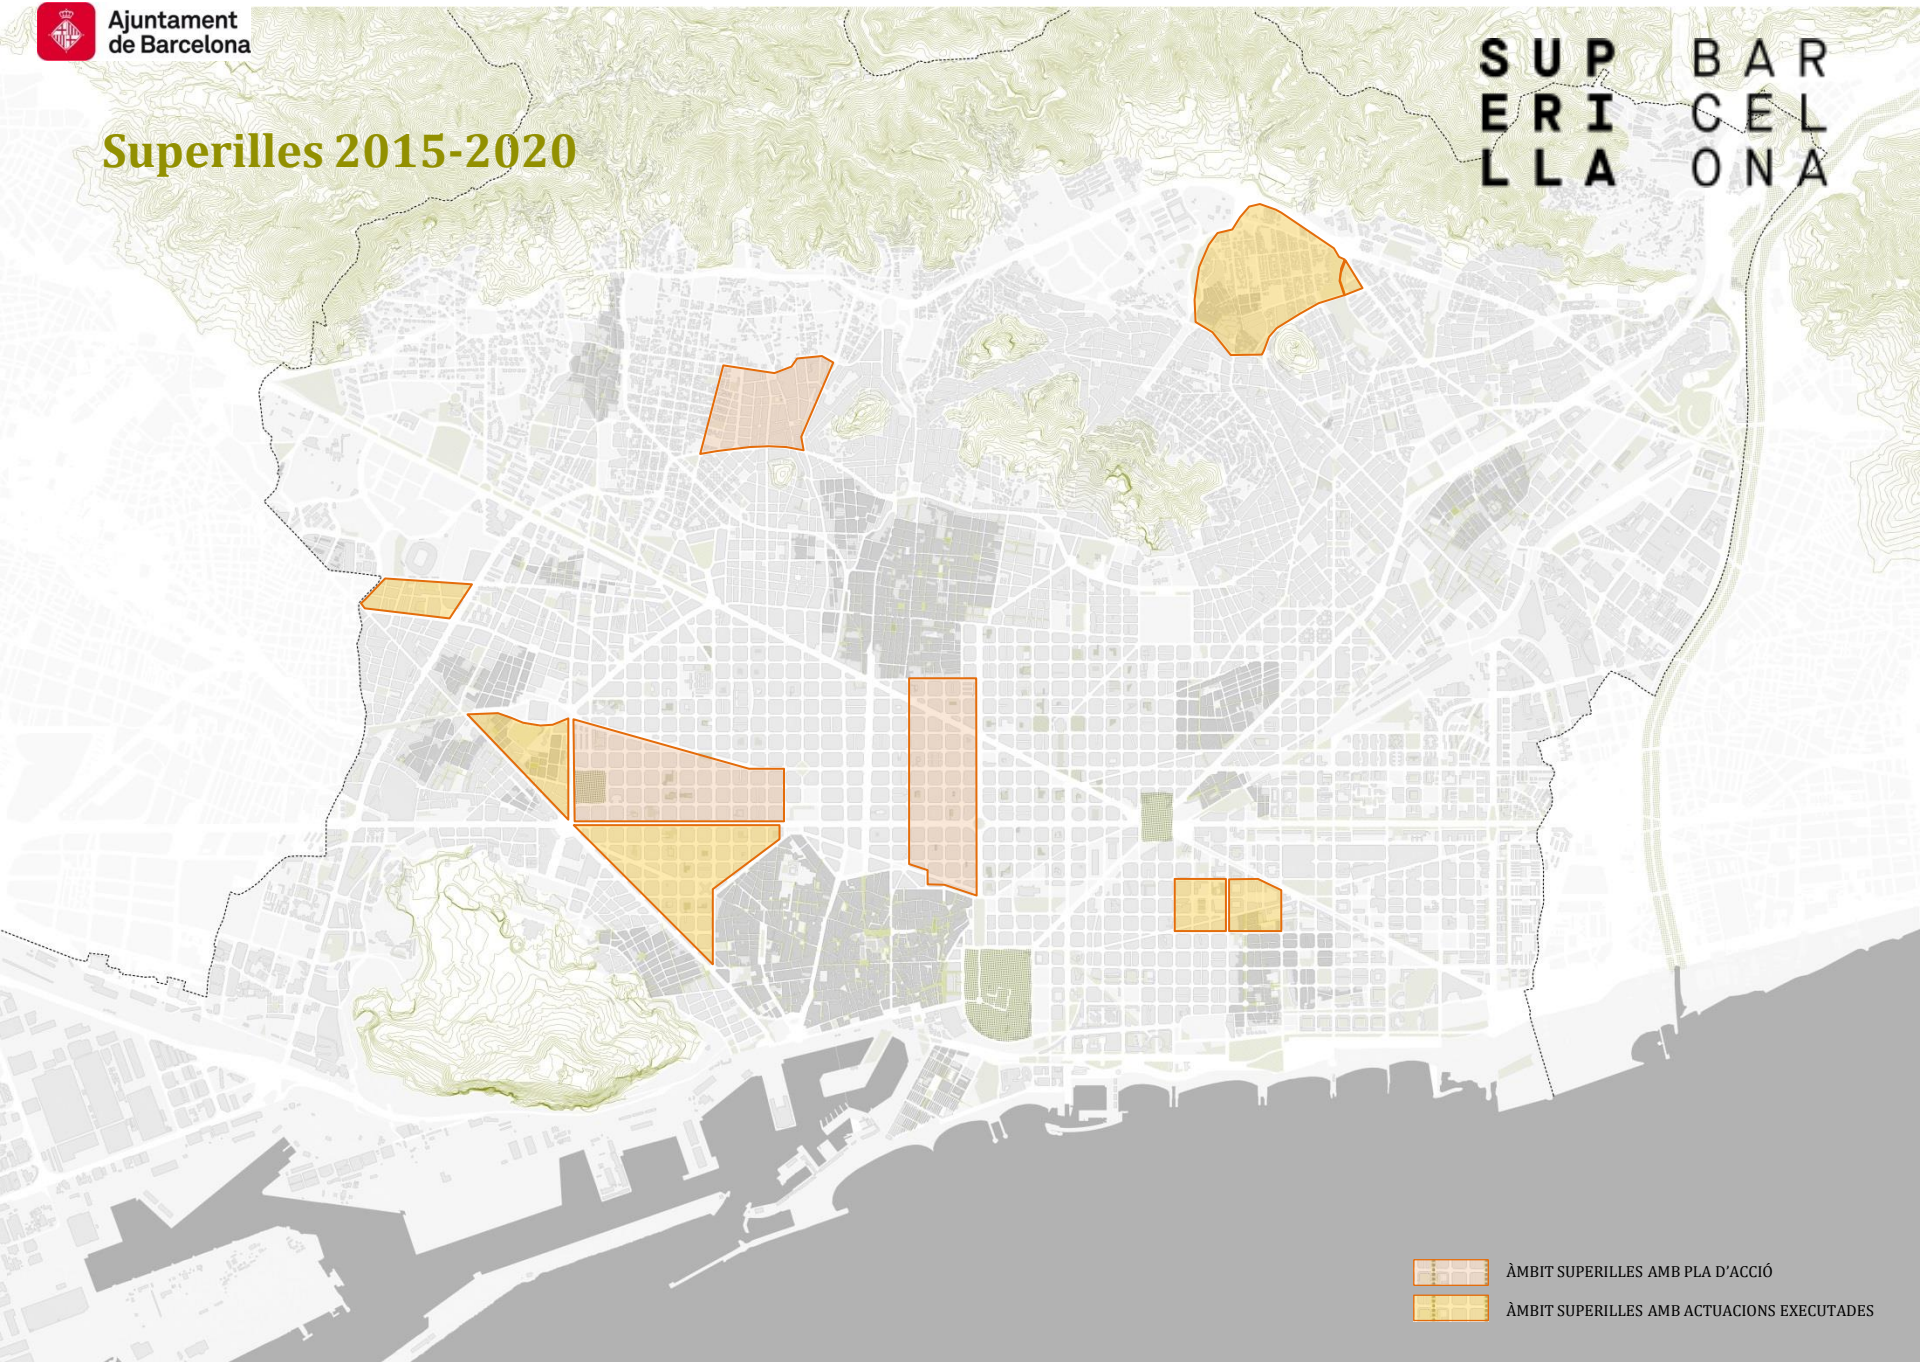 Ajuntament
de Barcelona
Superilles 2015-2020
SUP BAR
ERI CEL
LLA ONA
ÀMBIT SUPERILLES AMB PLA D’ACCIÓ
ÀMBIT SUPERILLES AMB ACTUACIONS EXECUTADES